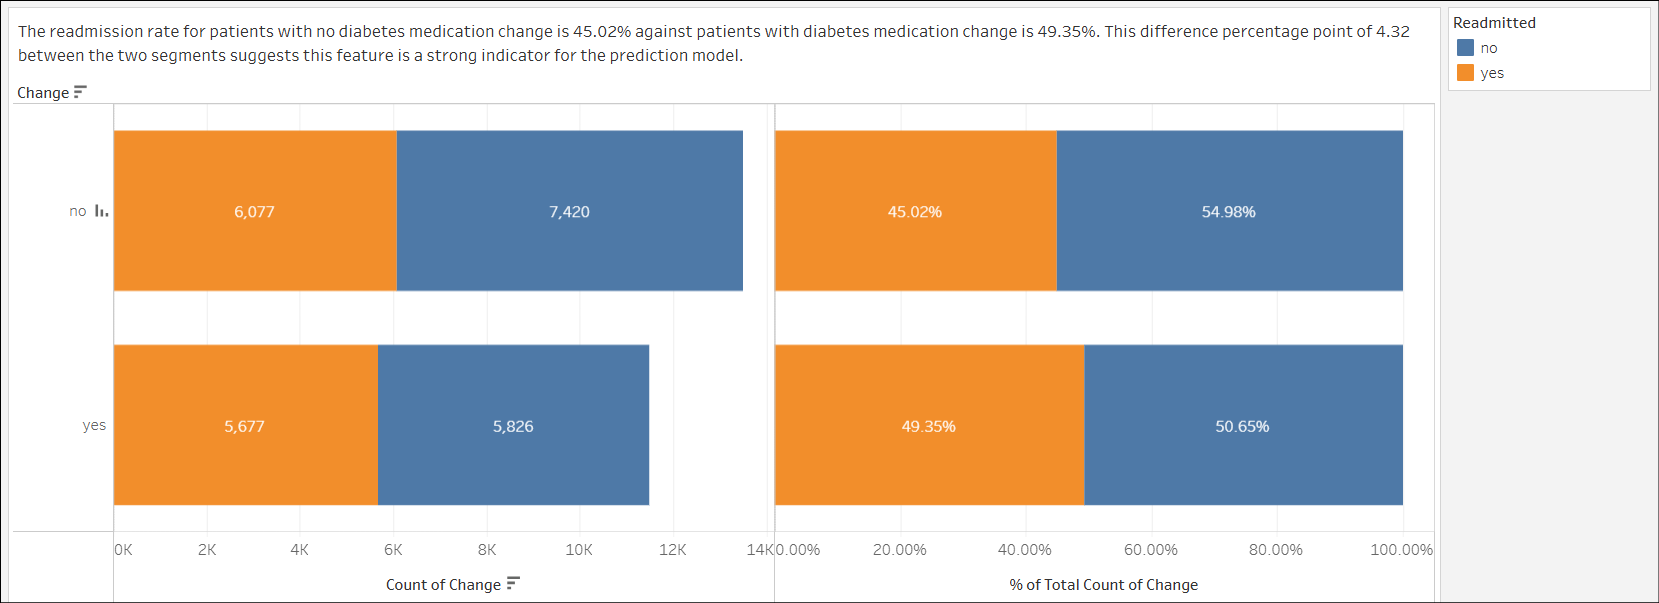 The readmission rate for patients with no diabetes medication change is 45.02% against patients with diabetes medication change is 49.35%. This difference percentage point of 4.32
between the two segments suggests this feature is a strong indicator for the prediction model.
Readmitted
no
yes
Change
no
6,077
7,420
45.02%
54.98%
yes
5,677
5,826
49.35%
50.65%
0K 2K 4K 6K 8K 10K 12K 14K
0.00% 20.00% 40.00% 60.00% 80.00% 100.00%
Count of Change
% of Total Count of Change